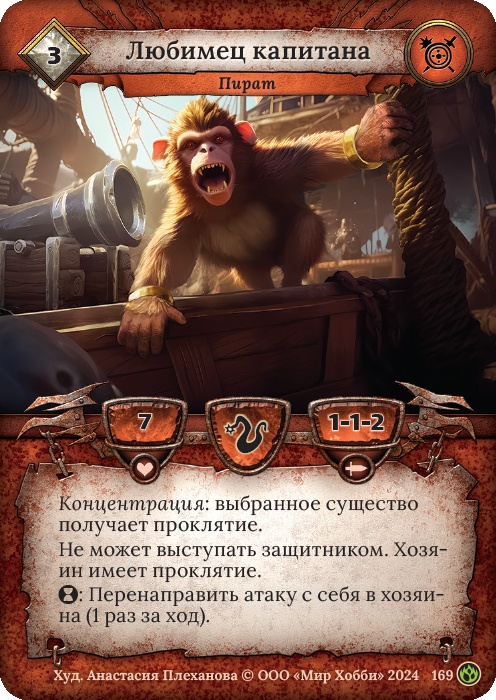 3
Любимец капитана
Пират
7
1-1-2
Концентрация: выбранное существо
получает проклятие.
Не может выступать защитником. Хозя-
ин имеет проклятие.
: Перенаправить атаку с себя в хозяи-
на (1 раз за ход).
Худ. Анастасия Плеханова © ООО «Мир Хобби» 2024 169